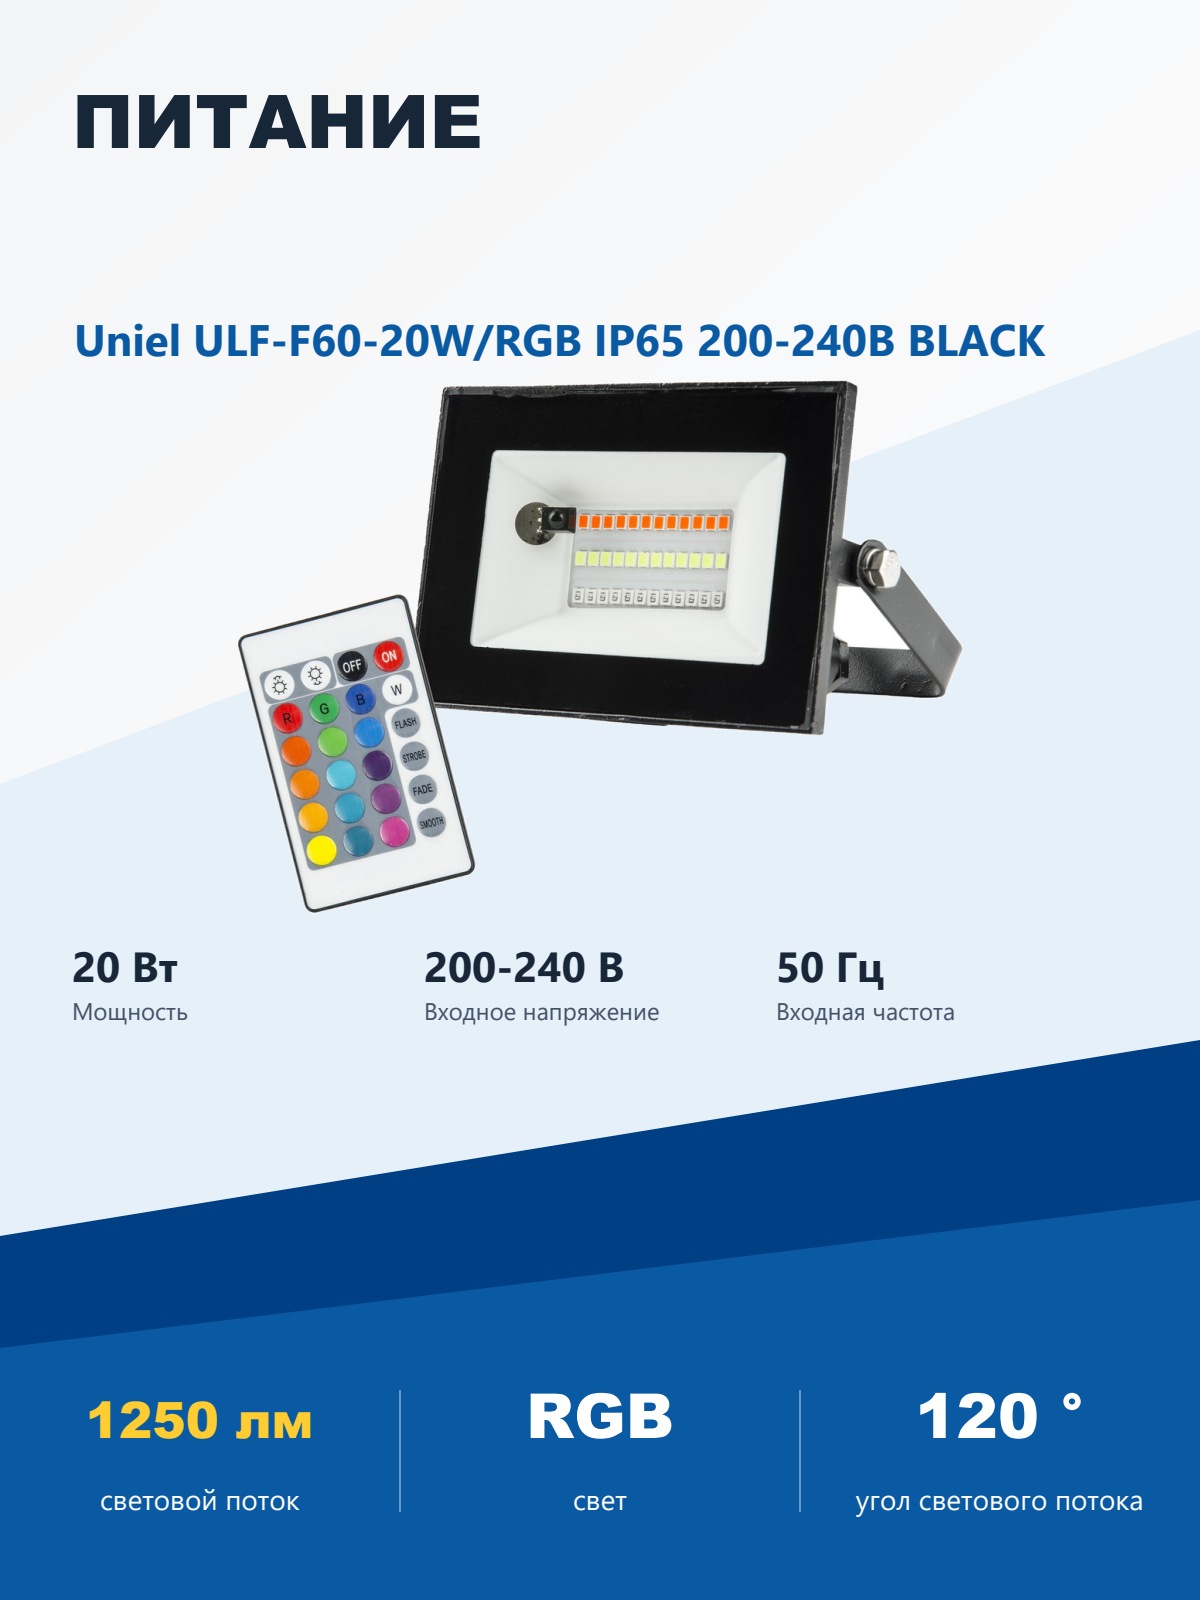 ПИТАНИЕ
Uniel ULF-F60-20W/RGB IP65 200-240В BLACK
OFF ON
R G B W
FLASH
STROBE
FADE
SMOOTH
20 Вт
Мощность
200-240 В
Входное напряжение
50 Гц
Входная частота
1250 лм
световой поток
RGB
свет
120 °
угол светового потока